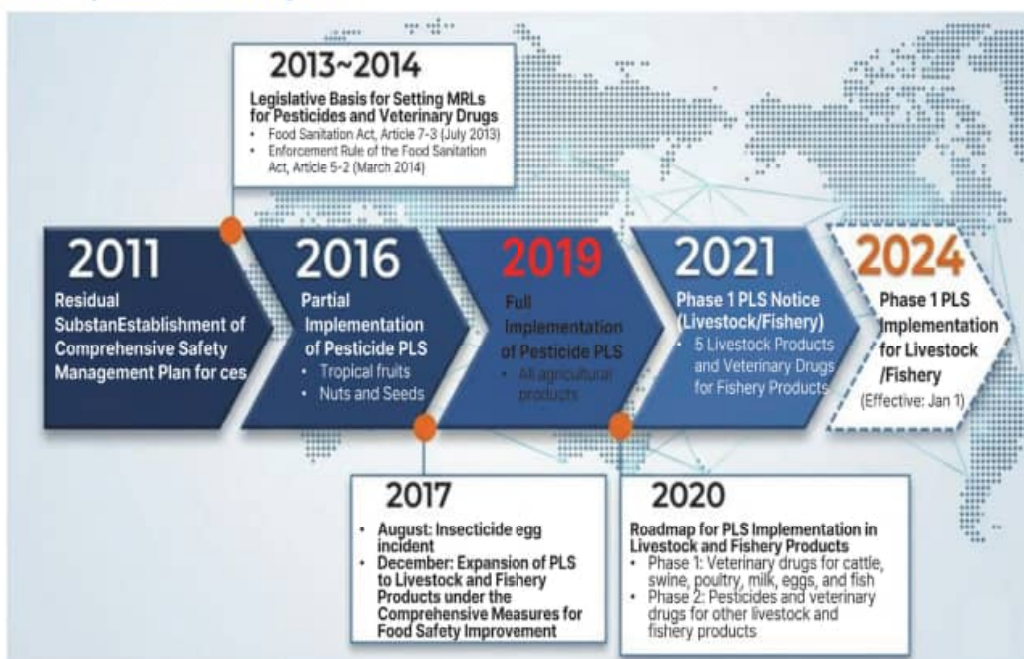 2013~2014
Legislative Basis for Setting MRLs
for Pesticides and Veterinary Drugs
• Food Sanitation Act, Article 7-3 (July 2013)
• Enforcement Rule of the Food Sanitation
Act, Article 5-2 (March 2014)
2011
Residual
SubstanEstablishment of
Comprehensive Safety
Management Plan for ces
2016
Partial
Implementation
of Pesticide PLS
• Tropical fruits
• Nuts and Seeds
2019
Full
Implementation
of Pesticide PLS
• All agricultural
products
2021
Phase 1 PLS Notice
(Livestock/Fishery)
• 5 Livestock Products
and Veterinary Drugs
for Fishery Products
2024
Phase 1 PLS
Implementation
for Livestock
/Fishery)
(Effective: Jan 1)
2017
• August: Insecticide egg
incident
• December: Expansion of PLS
to Livestock and Fishery
Products under the
Comprehensive Measures for
Food Safety Improvement
2020
Roadmap for PLS Implementation in
Livestock and Fishery Products
• Phase 1: Veterinary drugs for cattle,
swine, poultry, milk, eggs, and fish
• Phase 2: Pesticides and veterinary
drugs for other livestock and
fishery products